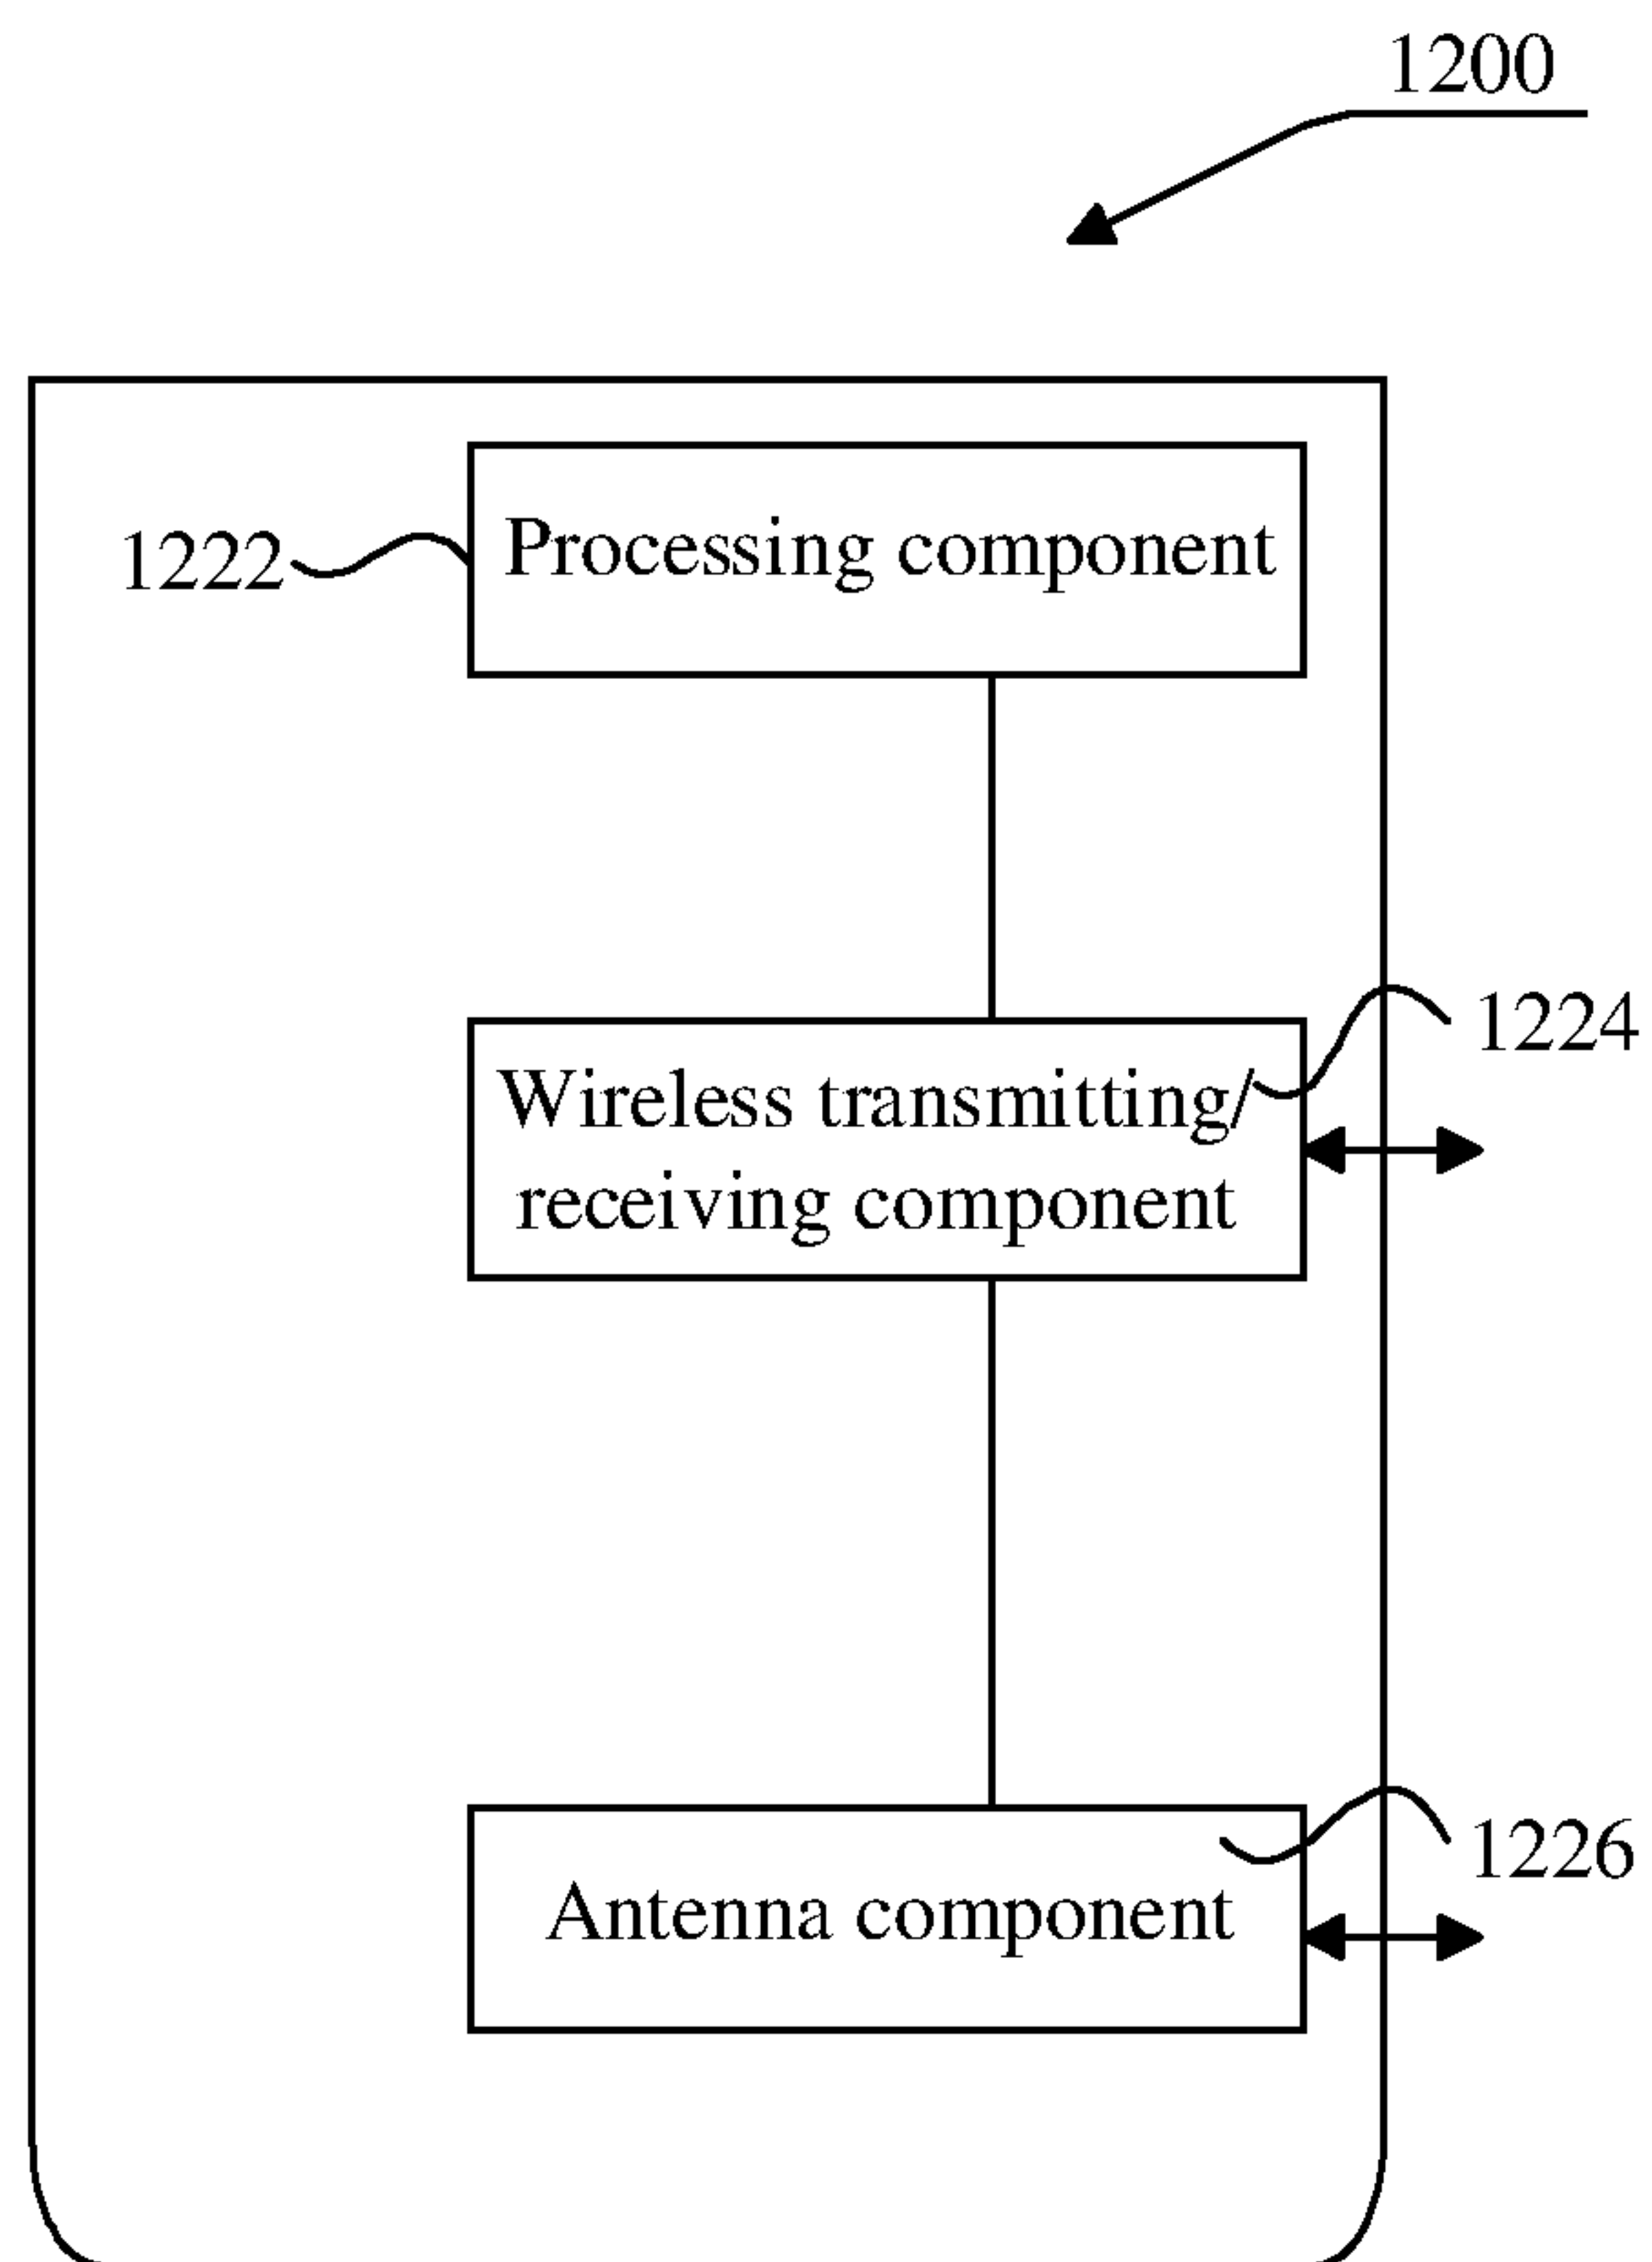 1200
1222
Processing component
1224
Wireless transmitting/
receiving component
1226
Antenna component